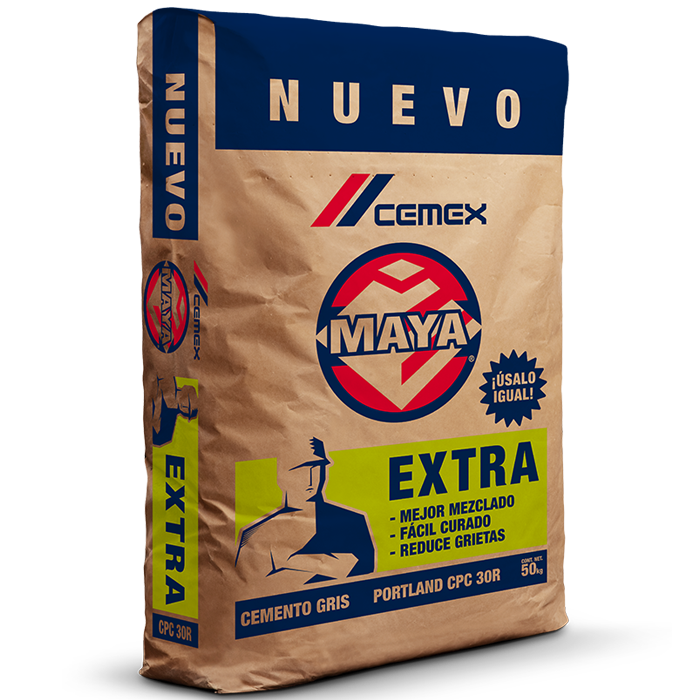 NUEVO
CEMEX
MAYA
®
¡ÚSALO
IGUAL!
EXTRA
- MEJOR MEZCLADO
- FÁCIL CURADO
- REDUCE GRIETAS
CONT. NET.
50kg
CEMENTO GRIS PORTLAND CPC 30R
NUEVO
CEMEX
MAYA
EXTRA
CPC 30R